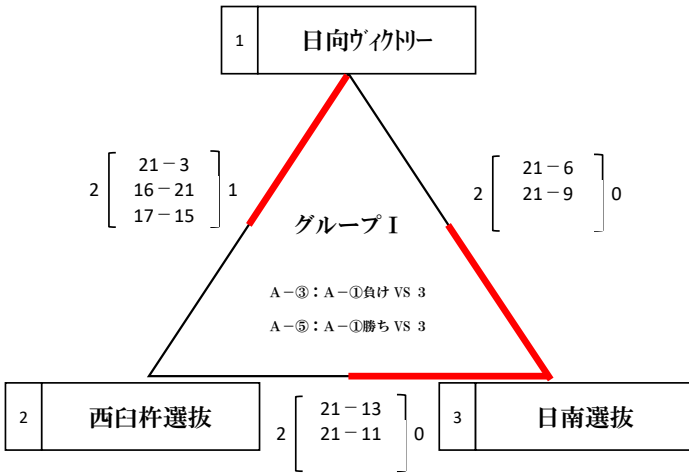 1 日向ヴィクトリー
2 21－3 1
16－21
17－15
2 21－6 0
21－9
グループⅠ
A－③：A－①負け VS 3
A－⑤：A－①勝ち VS 3
2 西臼杵選抜
2 21－13 0
21－11
3 日南選抜